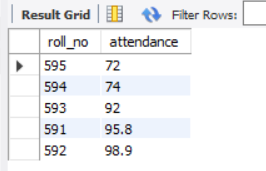 Result Grid Filter Rows:
roll_no attendance
595 72
594 74
593 92
591 95.8
592 98.9